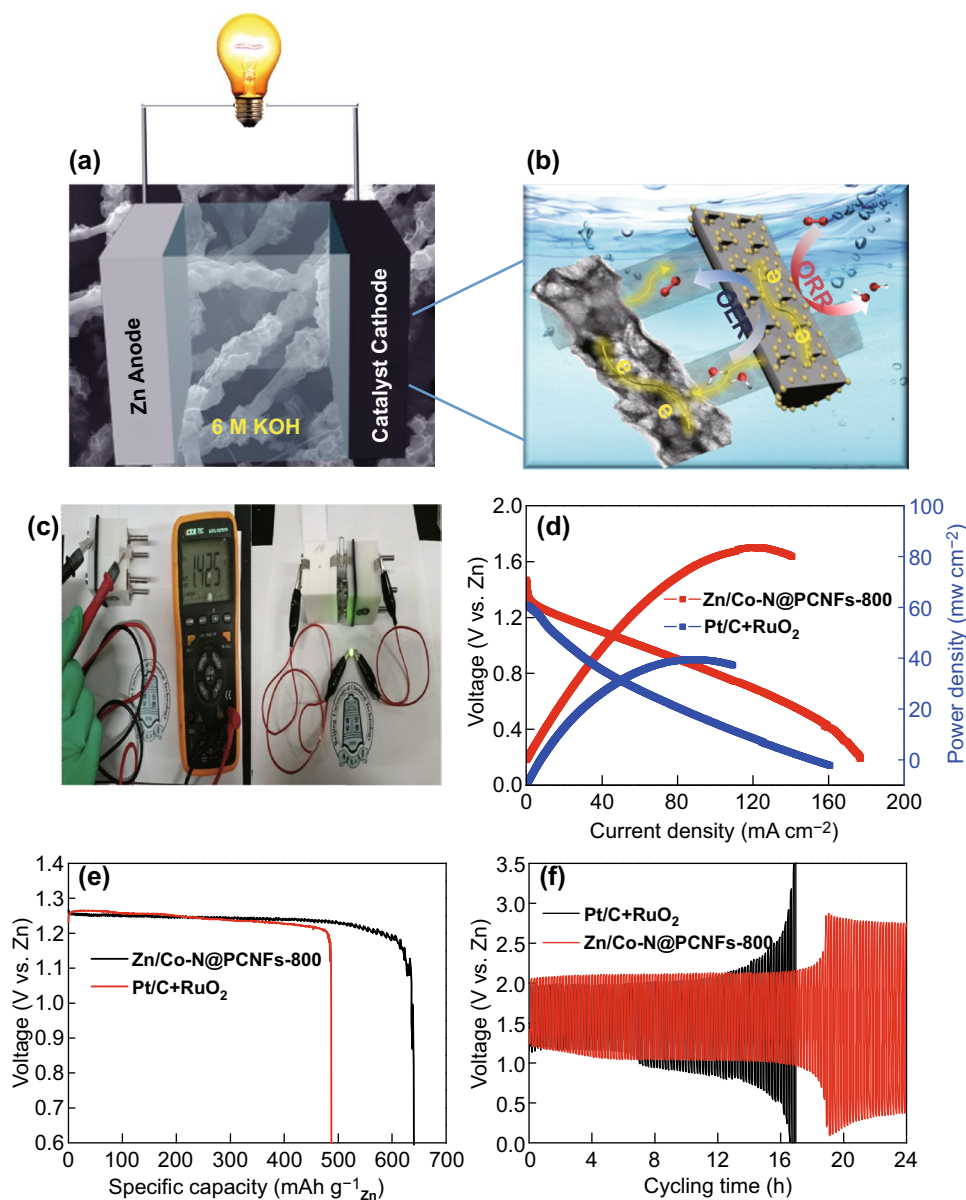 (a)
Zn Anode
6 M KOH
Catalyst Cathode
(b)
ORR
OER
e
e
e
e
(c)
1.425
(d)
Voltage (V vs. Zn)
2.0
1.6
1.2
0.8
0.4
0.0
Zn/Co-N@PCNFs-800
Pt/C+RuO₂
100
80
60
40
20
0
Power density (mw cm⁻²)
0
40
80
120
160
200
Current density (mA cm⁻²)
(e)
Voltage (V vs. Zn)
1.4
1.3
1.2
1.1
1.0
0.9
0.8
0.7
0.6
Zn/Co-N@PCNFs-800
Pt/C+RuO₂
0
100
200
300
400
500
600
700
Specific capacity (mAh g⁻¹Zn)
(f)
Voltage (V vs. Zn)
3.5
3.0
2.5
2.0
1.5
1.0
0.5
0.0
Pt/C+RuO₂
Zn/Co-N@PCNFs-800
0
4
8
12
16
20
24
Cycling time (h)